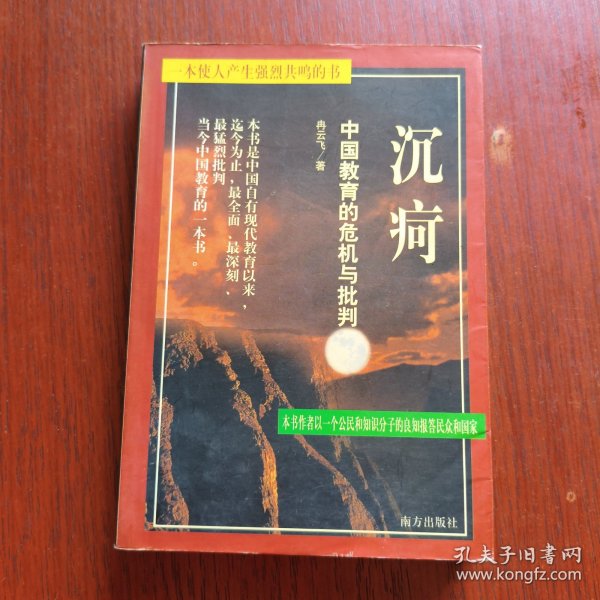 一本使人产生强烈共鸣的书
沉疴
中国教育的危机与批判
冉云飞/著
本书是中国自有现代教育以来,
迄今为止,最全面、最深刻、
最猛烈批判
当今中国教育的一本书。
本书作者以一个公民和知识分子的良知报答民众和国家
南方出版社
孔夫子旧书网
www.kongfz.com